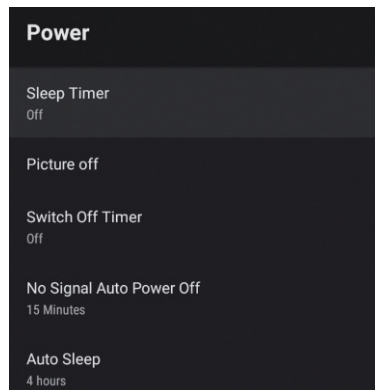 Power
Sleep Timer
Off
Picture off
Switch Off Timer
Off
No Signal Auto Power Off
15 Minutes
Auto Sleep
4 hours